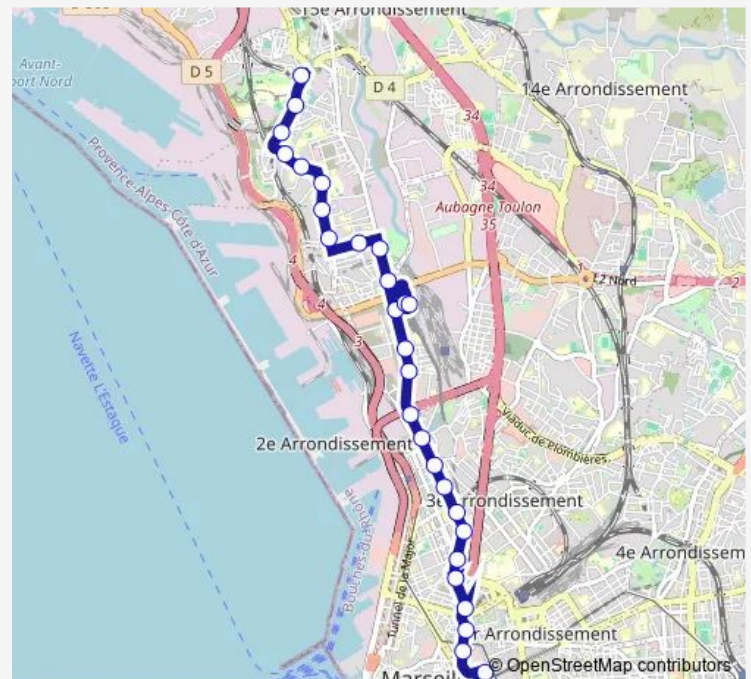 15e Arrondissement
Avant-
port Nord
D 5
D 4
14e Arrondissement
34
Provence-Alpes-Côte d'Azur
34
Aubagne Toulon
35
4
1
L2 Nord
2
4
3
Navette L'Estaque
Viaduc de Plombières
2e Arrondissement
3e Arrondissement
Bouches-du-Rhône
Tunnel de la Major
4e Arrondissem
r Arrondissement
Marseil
© OpenStreetMap contributors